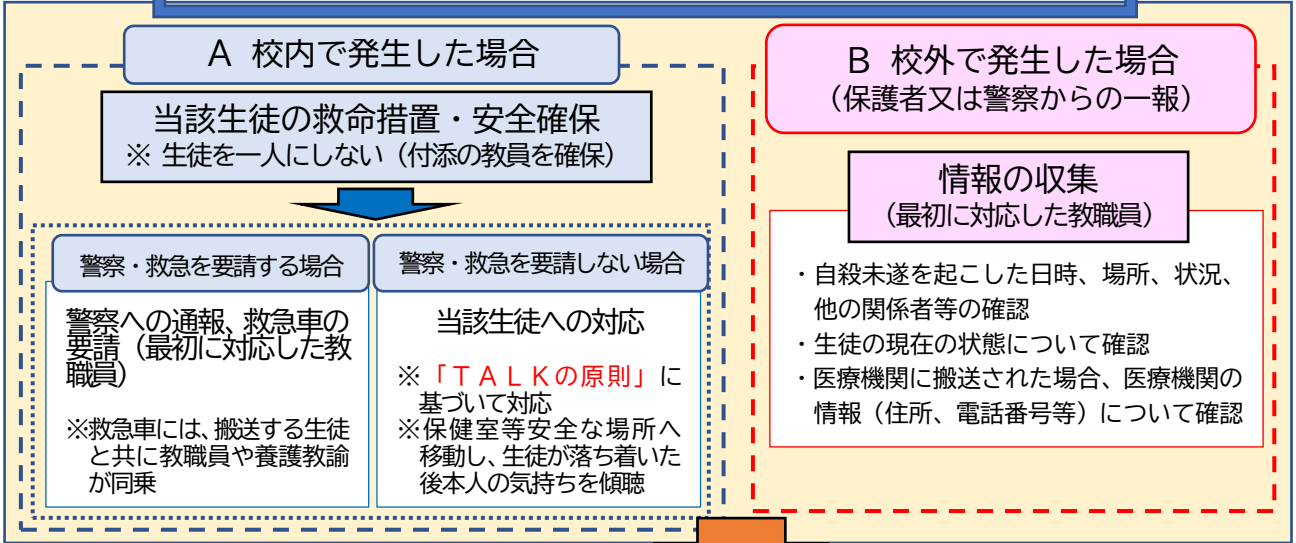 A 校内で発生した場合
当該生徒の救命措置・安全確保
※ 生徒を一人にしない(付添の教員を確保)
警察・救急を要請する場合
警察への通報、救急車の
要請(最初に対応した教
職員)
※救急車には、搬送する生徒
と共に教職員や養護教諭
が同乗
警察・救急を要請しない場合
当該生徒への対応
※「TALKの原則」に
基づいて対応
※保健室等安全な場所へ
移動し、生徒が落ち着いた
後本人の気持ちを傾聴
B 校外で発生した場合
(保護者又は警察からの一報)
情報の収集
(最初に対応した教職員)
・自殺未遂を起こした日時、場所、状況、
他の関係者等の確認
・生徒の現在の状態について確認
・医療機関に搬送された場合、医療機関の
情報(住所、電話番号等)について確認